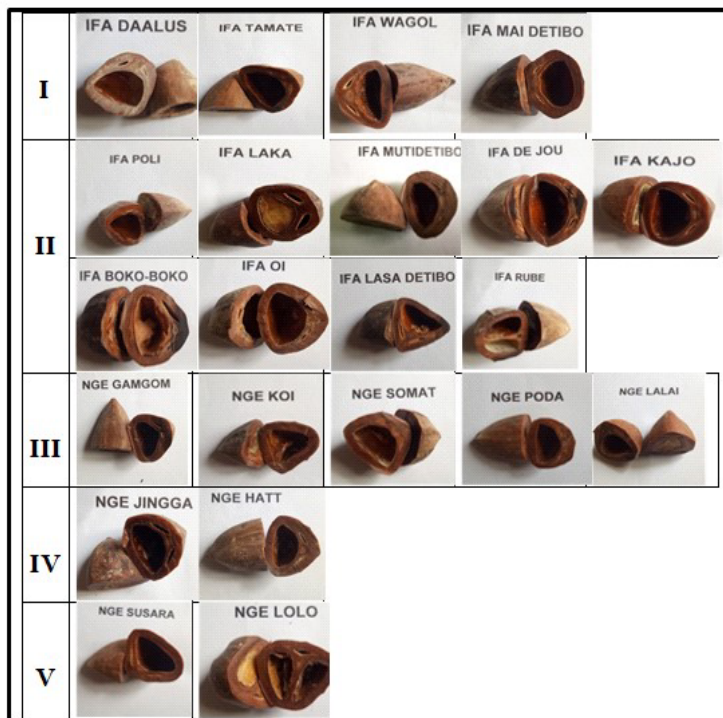 I
IFA DAALUS
IFA TAMATE
IFA WAGOL
IFA MAI DETIBO
II
IFA POLI
IFA LAKA
IFA MUTIDETIBO
IFA DE JOU
IFA KAJO
IFA BOKO-BOKO
IFA OI
IFA LASA DETIBO
IFA RUBE
III
NGE GAMGOM
NGE KOI
NGE SOMAT
NGE PODA
NGE LALAI
IV
NGE JINGGA
NGE HATT
V
NGE SUSARA
NGE LOLO